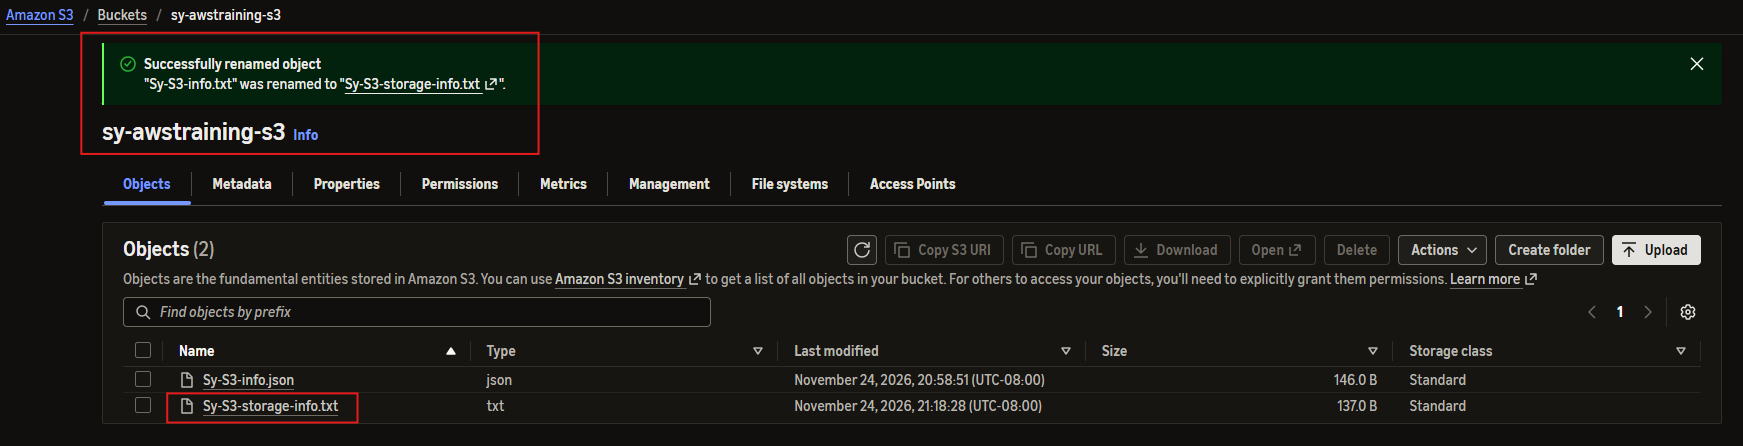 Amazon S3 / Buckets / sy-awstraining-s3
Successfully renamed object
"Sy-S3-info.txt" was renamed to "Sy-S3-storage-info.txt".
sy-awstraining-s3 Info
Objects Metadata Properties Permissions Metrics Management File systems Access Points
Objects (2) Copy S3 URI Copy URL Download Open Delete Actions Create folder Upload
Objects are the fundamental entities stored in Amazon S3. You can use Amazon S3 inventory to get a list of all objects in your bucket. For others to access your objects, you'll need to explicitly grant them permissions. Learn more
Find objects by prefix 1
Name Type Last modified Size Storage class
Sy-S3-info.json json November 24, 2026, 20:58:51 (UTC-08:00) 146.0 B Standard
Sy-S3-storage-info.txt txt November 24, 2026, 21:18:28 (UTC-08:00) 137.0 B Standard